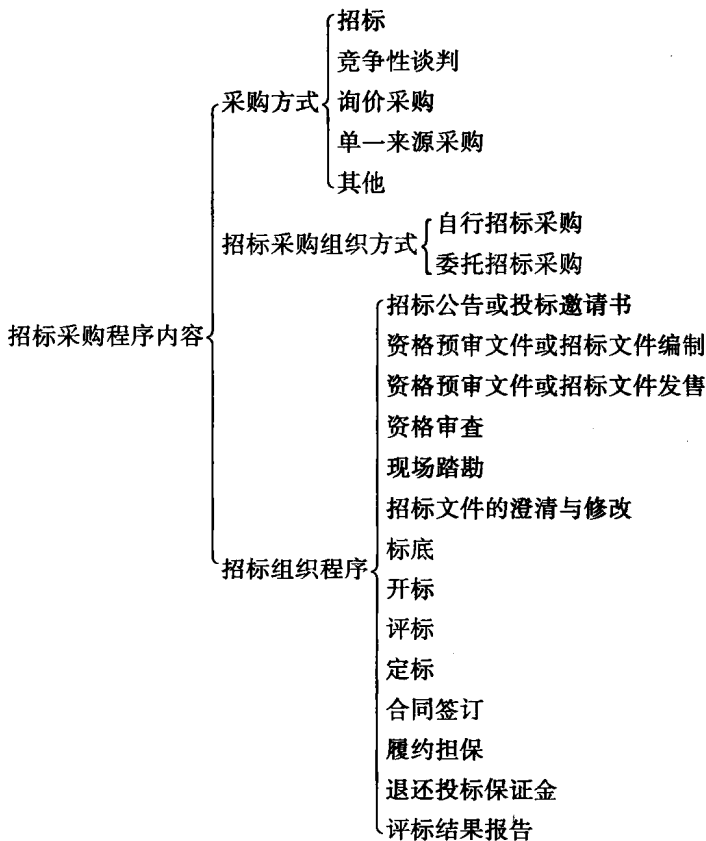 招标
竞争性谈判
采购方式
询价采购
单一来源采购
其他
自行招标采购
招标采购组织方式
委托招标采购
招标公告或投标邀请书
招标采购程序内容
资格预审文件或招标文件编制
资格预审文件或招标文件发售
资格审查
现场踏勘
招标文件的澄清与修改
标底
招标组织程序
开标
评标
定标
合同签订
履约担保
退还投标保证金
评标结果报告